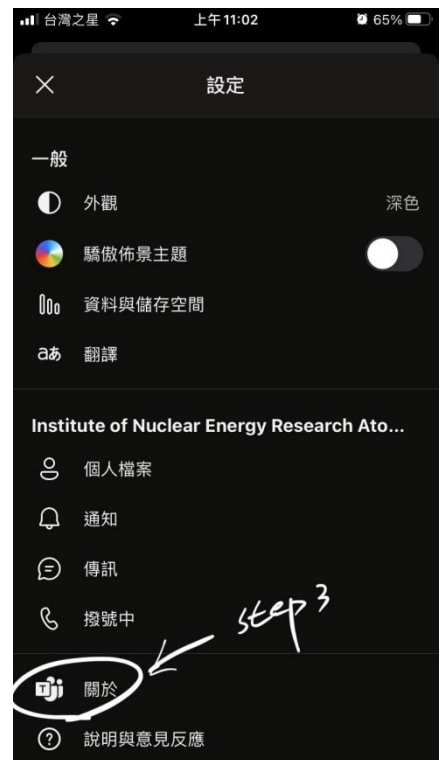 台灣之星 上午11:02 65%
設定
一般
外觀 深色
驕傲佈景主題
資料與儲存空間
aあ 翻譯
Institute of Nuclear Energy Research Ato...
個人檔案
通知
傳訊
撥號中
step 3
關於
說明與意見反應